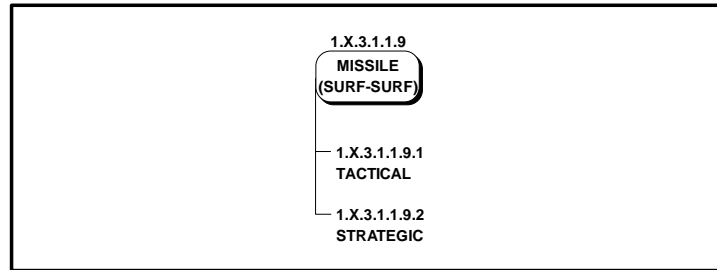 1.X.3.1.1.9
MISSILE
(SURF-SURF)
1.X.3.1.1.9.1
TACTICAL
1.X.3.1.1.9.2
STRATEGIC